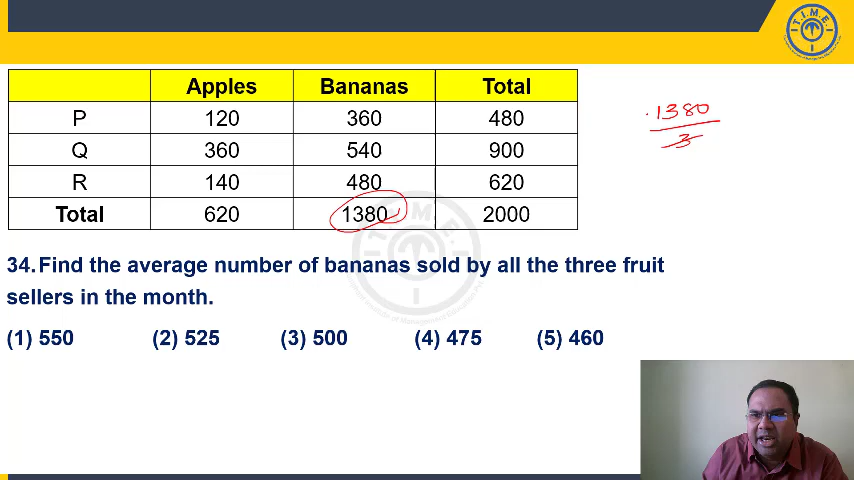 T.I.M.E.
Apples Bananas Total
P 120 360 480
Q 360 540 900
R 140 480 620
Total 620 1380 2000
1380
3
34.Find the average number of bananas sold by all the three fruit
sellers in the month.
(1) 550 (2) 525 (3) 500 (4) 475 (5) 460